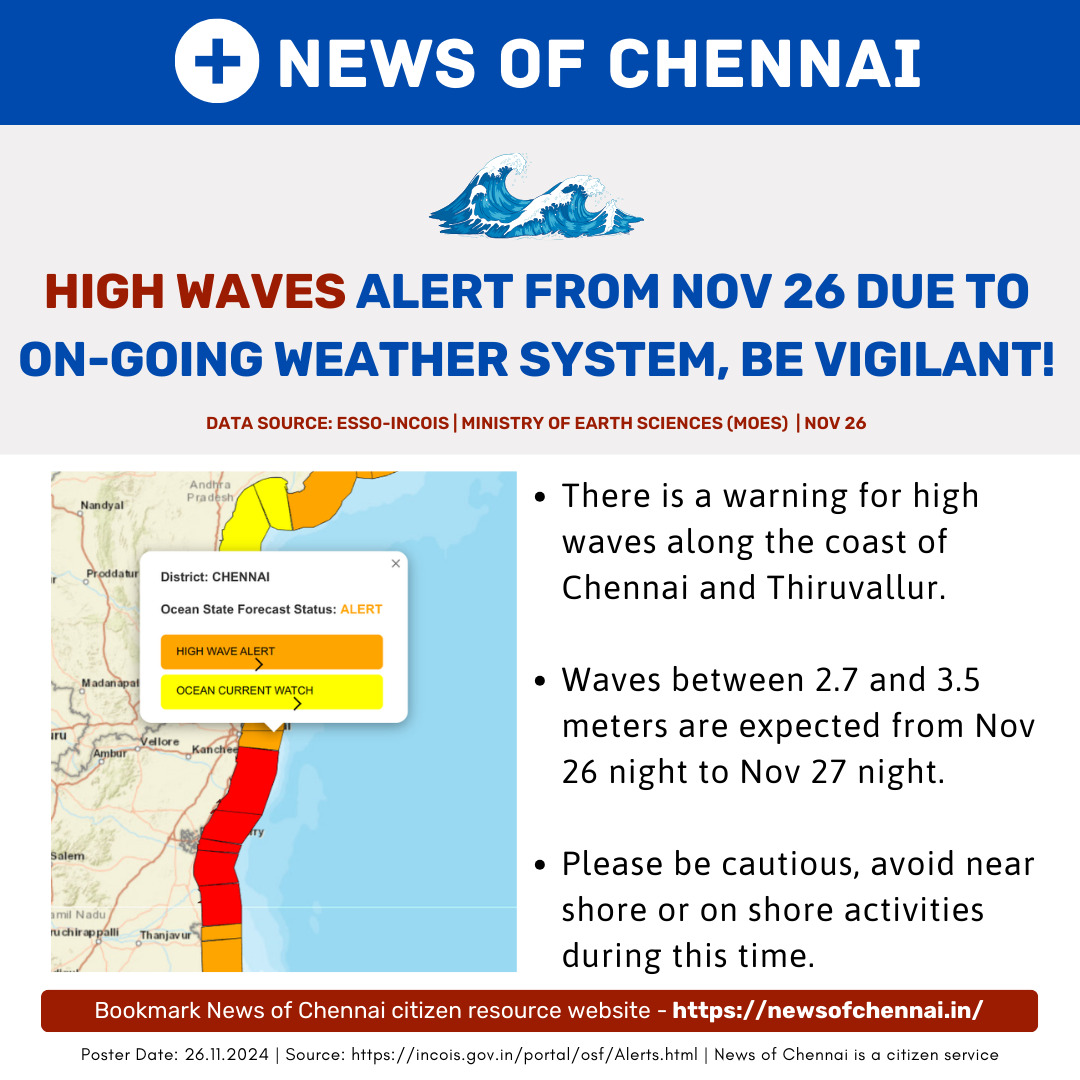 NEWS OF CHENNAI
HIGH WAVES ALERT FROM NOV 26 DUE TO
ON-GOING WEATHER SYSTEM, BE VIGILANT!
DATA SOURCE: ESSO-INCOIS | MINISTRY OF EARTH SCIENCES (MOES) | NOV 26
Andhra
Pradesh
Nandyal
Proddatur
District: CHENNAI
Ocean State Forecast Status: ALERT
HIGH WAVE ALERT
OCEAN CURRENT WATCH
Madanapal
uru
Vellore
Ambur
Kanchee
rry
Salem
amil Nadu
ruchirappalli
Thanjavur
• There is a warning for high
waves along the coast of
Chennai and Thiruvallur.
• Waves between 2.7 and 3.5
meters are expected from Nov
26 night to Nov 27 night.
• Please be cautious, avoid near
shore or on shore activities
during this time.
Bookmark News of Chennai citizen resource website - https://newsofchennai.in/
Poster Date: 26.11.2024 | Source: https://incois.gov.in/portal/osf/Alerts.html | News of Chennai is a citizen service